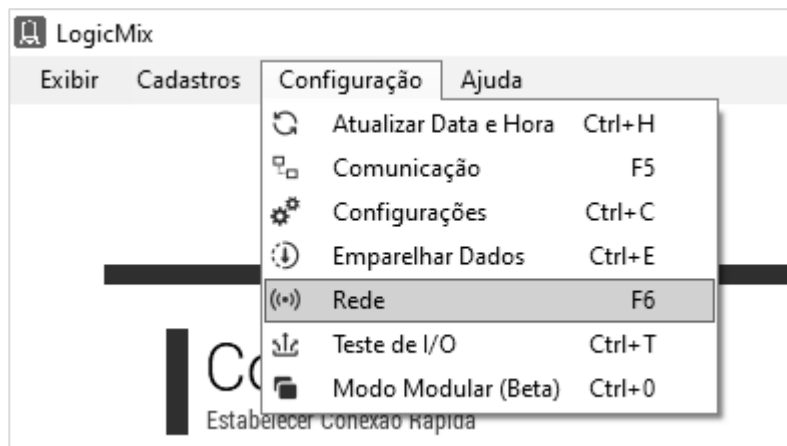 LogicMix
Exibir Cadastros Configuração Ajuda
Atualizar Data e Hora Ctrl+H
Comunicação F5
Configurações Ctrl+C
Emparelhar Dados Ctrl+E
Rede F6
Teste de I/O Ctrl+T
Modo Modular (Beta) Ctrl+0
Co
Estabelecer Conexão Rápida